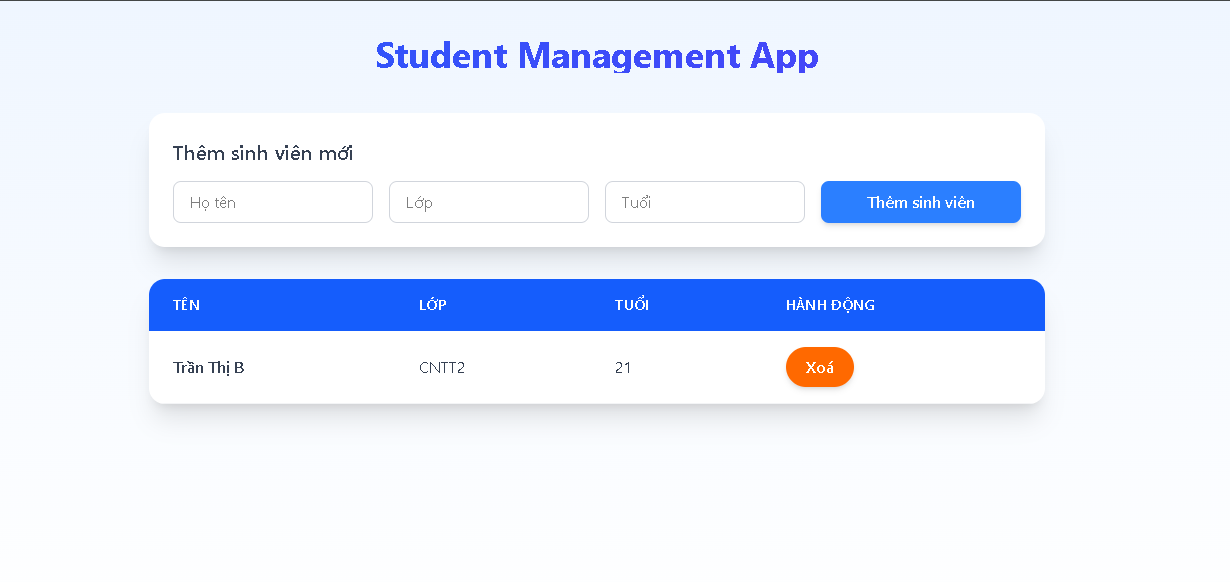 Student Management App
Thêm sinh viên mới
Họ tên Lớp Tuổi Thêm sinh viên
TÊN LỚP TUỔI HÀNH ĐỘNG
Trần Thị B CNTT2 21 Xoá